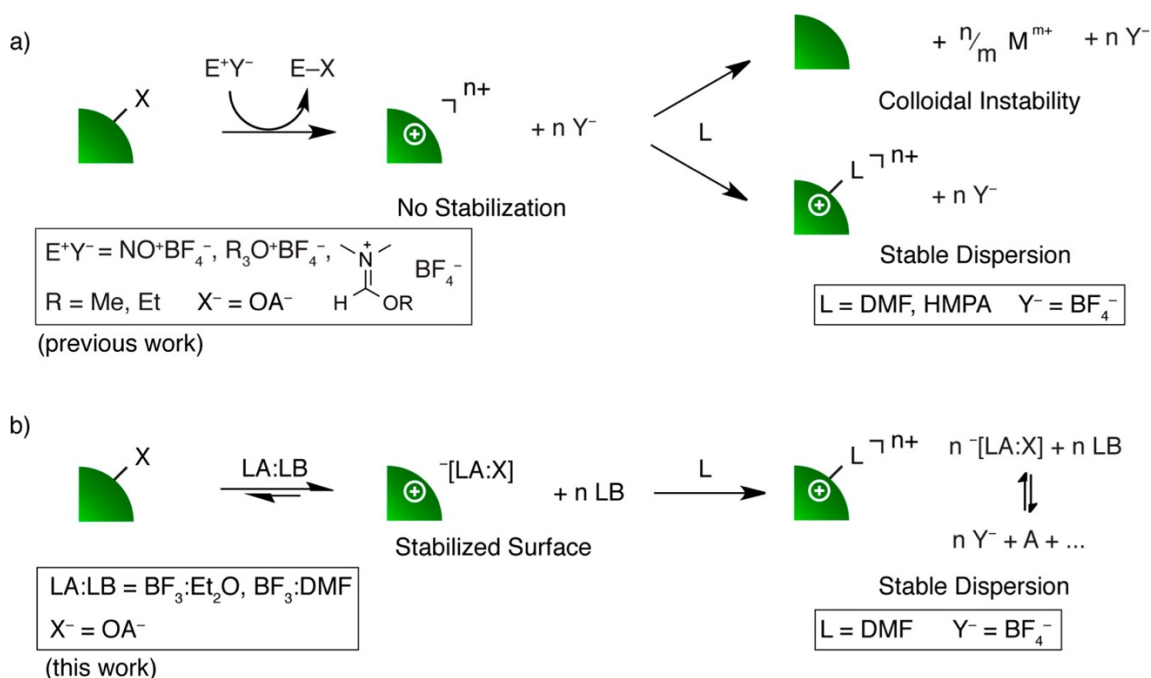 a)
X
E⁺Y⁻ E–X
⊕ ¬ n+ + n Y⁻
No Stabilization
L
+ n/m Mᵐ⁺ + n Y⁻
Colloidal Instability
⊕ L ¬ n+ + n Y⁻
Stable Dispersion
E⁺Y⁻ = NO⁺BF₄⁻, R₃O⁺BF₄⁻, N⁺ H OR BF₄⁻
R = Me, Et X⁻ = OA⁻
(previous work)
L = DMF, HMPA Y⁻ = BF₄⁻
b)
X
LA:LB
⊕ ⁻[LA:X] + n LB
Stabilized Surface
L
⊕ L ¬ n+ n ⁻[LA:X] + n LB
n Y⁻ + A + ...
Stable Dispersion
LA:LB = BF₃:Et₂O, BF₃:DMF
X⁻ = OA⁻
(this work)
L = DMF Y⁻ = BF₄⁻